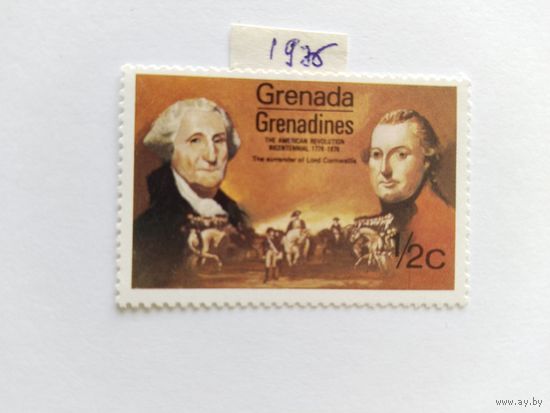 1975
Grenada
Grenadines
THE AMERICAN REVOLUTION
BICENTENNIAL 1776-1976
The surrender of Lord Cornwallis
1/2c
© www.ay.by